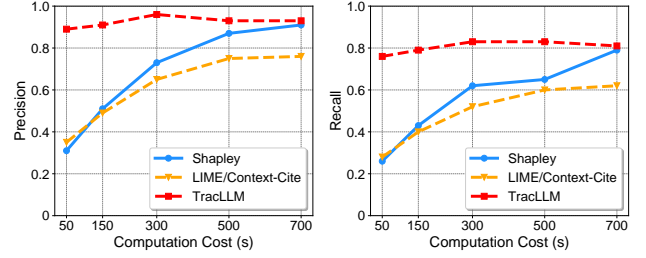 1.0
0.8
0.6
0.4
0.2
0
Precision
50 150 300 500 700
Computation Cost (s)
Shapley
LIME/Context-Cite
TracLLM
1.0
0.8
0.6
0.4
0.2
0
Recall
50 150 300 500 700
Computation Cost (s)
Shapley
LIME/Context-Cite
TracLLM